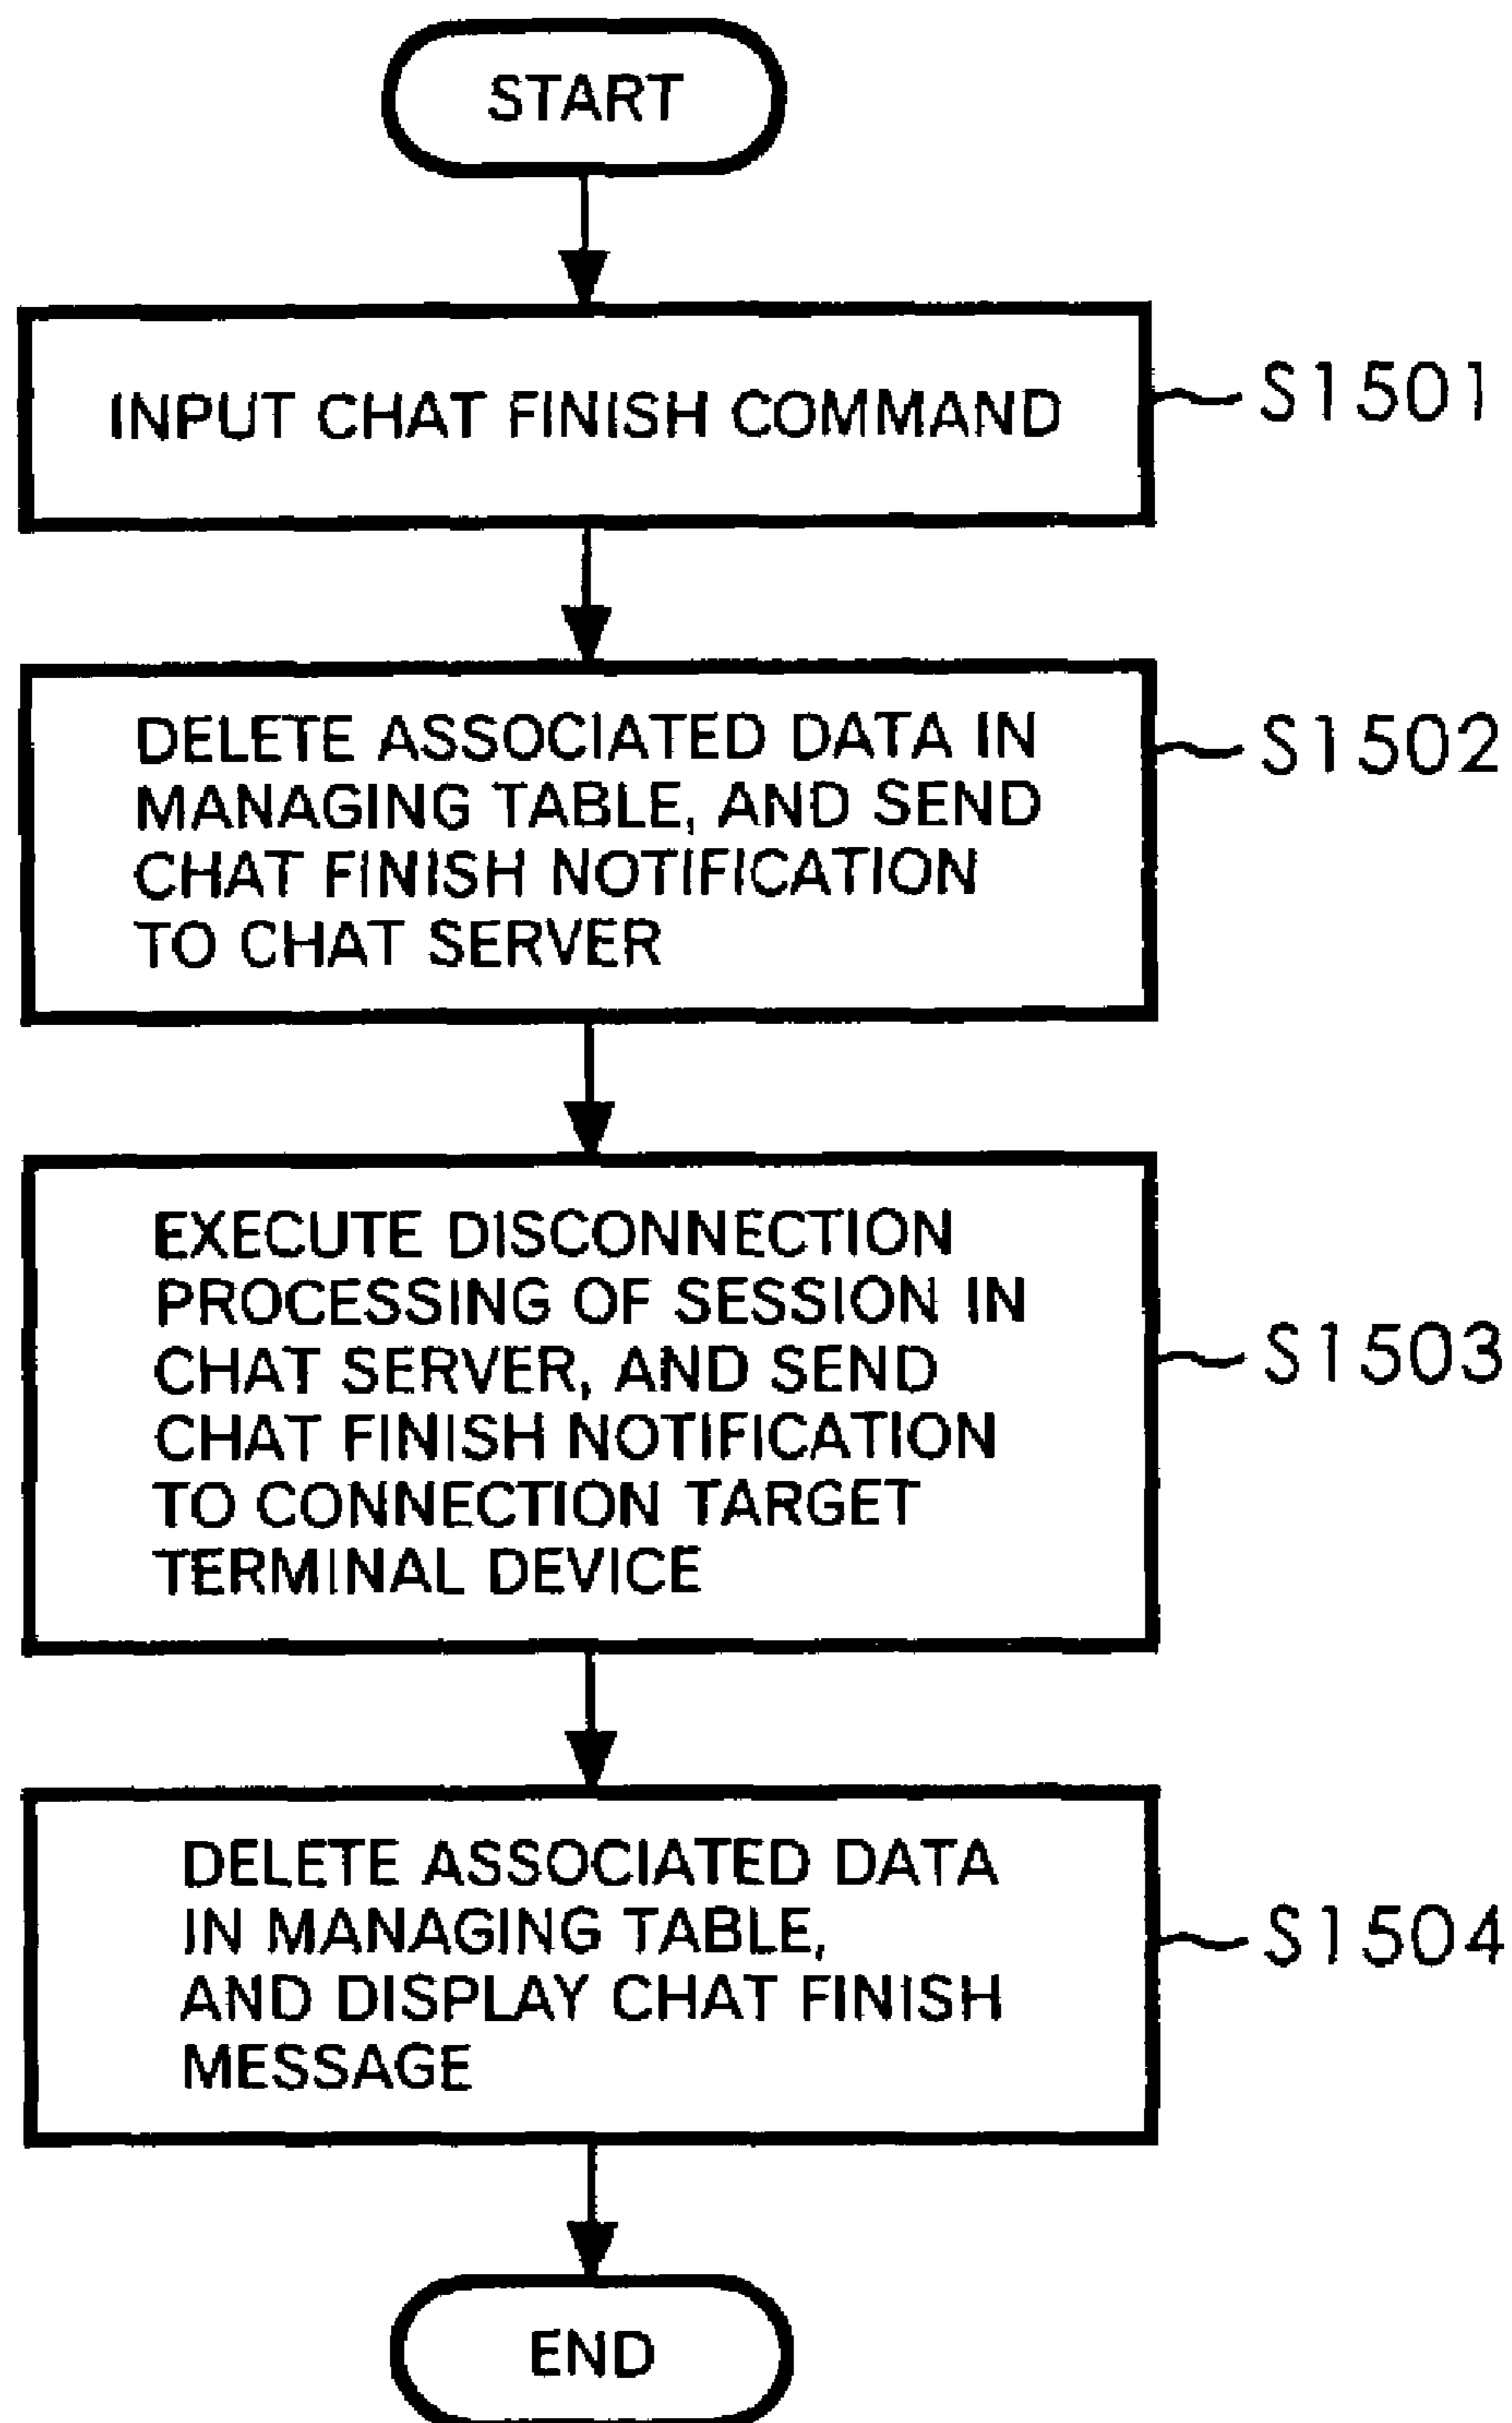 START
INPUT CHAT FINISH COMMAND
S1501
DELETE ASSOCIATED DATA IN
MANAGING TABLE, AND SEND
CHAT FINISH NOTIFICATION
TO CHAT SERVER
S1502
EXECUTE DISCONNECTION
PROCESSING OF SESSION IN
CHAT SERVER, AND SEND
CHAT FINISH NOTIFICATION
TO CONNECTION TARGET
TERMINAL DEVICE
S1503
DELETE ASSOCIATED DATA
IN MANAGING TABLE,
AND DISPLAY CHAT FINISH
MESSAGE
S1504
END